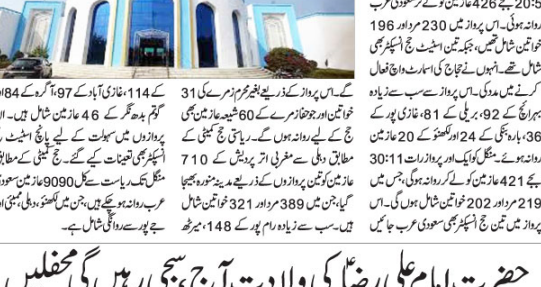 20:5 بجے 426 عازمین کو لے کر سعودی عرب
روانہ ہوئی۔ اس پرواز میں 230 مرد اور 196
خواتین شامل تھیں، جبکہ تین اسٹیٹ حج انسپکٹر بھی
شامل تھے۔ انہوں نے حجاج کی اسمارٹ واچ فعال
کرنے میں مدد کی۔ اس پرواز سے سب سے زیادہ
بہرائچ کے 92، بریلی کے 81، غازی پور کے
36، بارہ بنکی کے 24 اور لکھنؤ کے 20 عازمین
روانہ ہوئے۔ منگل کو ایک اور پرواز رات 30:11
بجے 421 عازمین کو لے کر روانہ ہوگی، جس میں
219 مرد اور 202 خواتین شامل ہوں گی۔ اس
پرواز میں تین حج انسپکٹر بھی سعودی عرب جائیں
گے۔ اس پرواز کے ذریعے بغیر محرم زمرے کی 31
خواتین اور جوحفا زمرے کے 60 شیعہ عازمین بھی
حج کے لیے روانہ ہوں گے۔ ریاستی حج کمیٹی کے
مطابق دہلی سے مغربی اتر پردیش کے 710
عازمین کو تین پروازوں کے ذریعے مدینہ منورہ بھیجا
گیا، جن میں 389 مرد اور 321 خواتین شامل
ہیں۔ سب سے زیادہ رام پور کے 148، میرٹھ
کے 114، غازی آباد کے 97، آگرہ کے 84 اور
گوتم بدھ نگر کے 46 عازمین شامل ہیں۔
پروازوں میں سہولت کے لیے پانچ اسٹیٹ
انسپکٹر بھی تعینات کیے گئے۔ حج کمیٹی کے مطابق
منگل تک ریاست سے کل 9090 عازمین سعودی
عرب روانہ ہو چکے ہیں، جن میں لکھنؤ، دہلی، ممبئی اور
جے پور سے روانگی شامل ہے۔
حضرت امام علی رضاؑ کی ولادت آج، سجی رہیں گی محفلیں